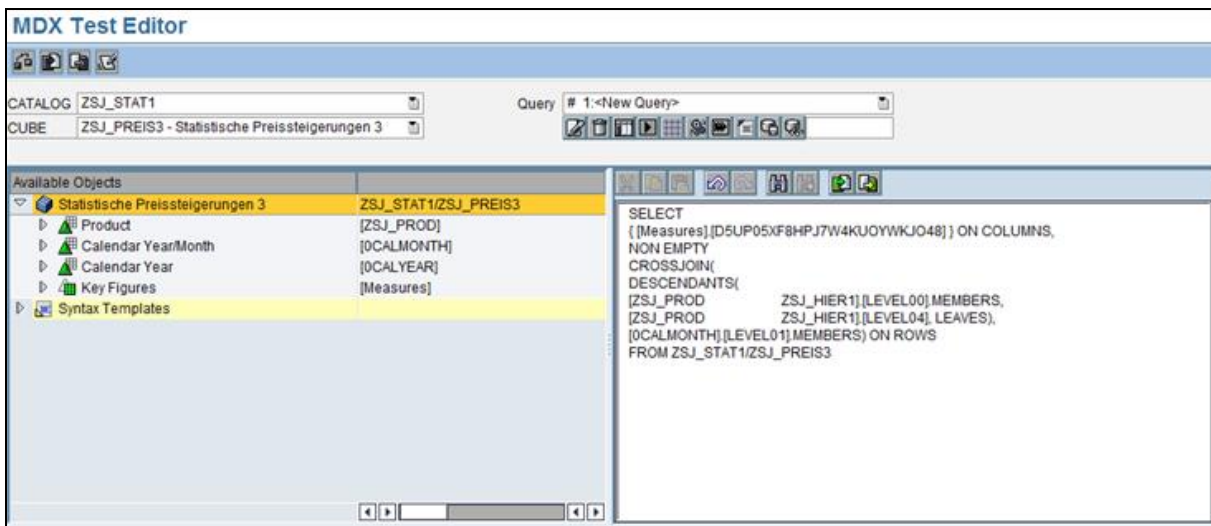 MDX Test Editor
CATALOG ZSJ_STAT1 Query # 1:<New Query>
CUBE ZSJ_PREIS3 - Statistische Preissteigerungen 3
Available Objects
Statistische Preissteigerungen 3 ZSJ_STAT1/ZSJ_PREIS3
Product [ZSJ_PROD]
Calendar Year/Month [0CALMONTH]
Calendar Year [0CALYEAR]
Key Figures [Measures]
Syntax Templates
SELECT
{ [Measures].[D5UP05XF8HPJ7W4KUOYWKJO48] } ON COLUMNS,
NON EMPTY
CROSSJOIN(
DESCENDANTS(
[ZSJ_PROD ZSJ_HIER1].[LEVEL00].MEMBERS,
[ZSJ_PROD ZSJ_HIER1].[LEVEL04], LEAVES),
[0CALMONTH].[LEVEL01].MEMBERS) ON ROWS
FROM ZSJ_STAT1/ZSJ_PREIS3